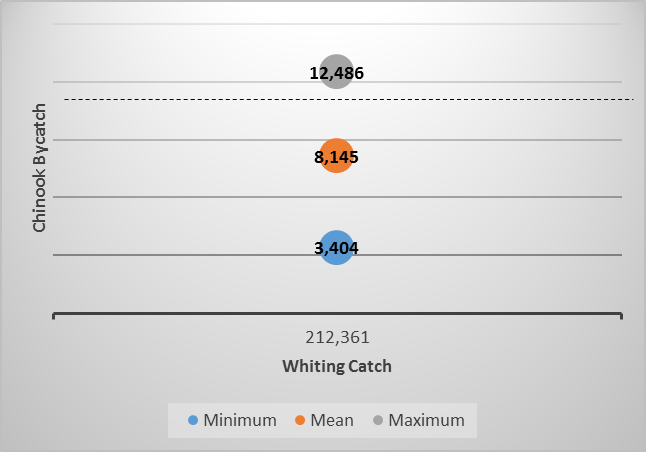 12,486
8,145
3,404
Chinook Bycatch
212,361
Whiting Catch
Minimum Mean Maximum